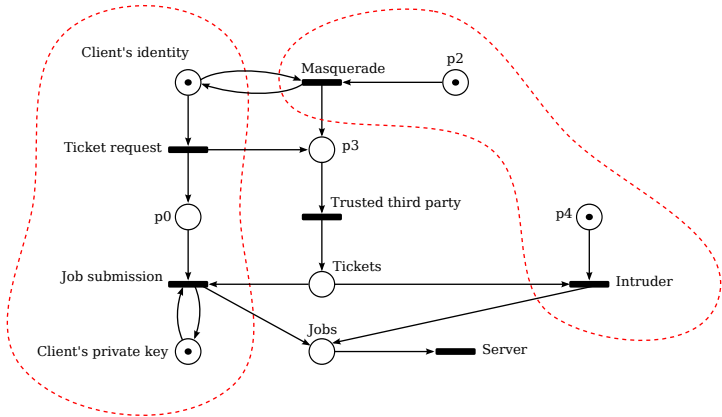 Client's identity
Masquerade
p2
Ticket request
p3
p0
Trusted third party
p4
Job submission
Tickets
Intruder
Client's private key
Jobs
Server